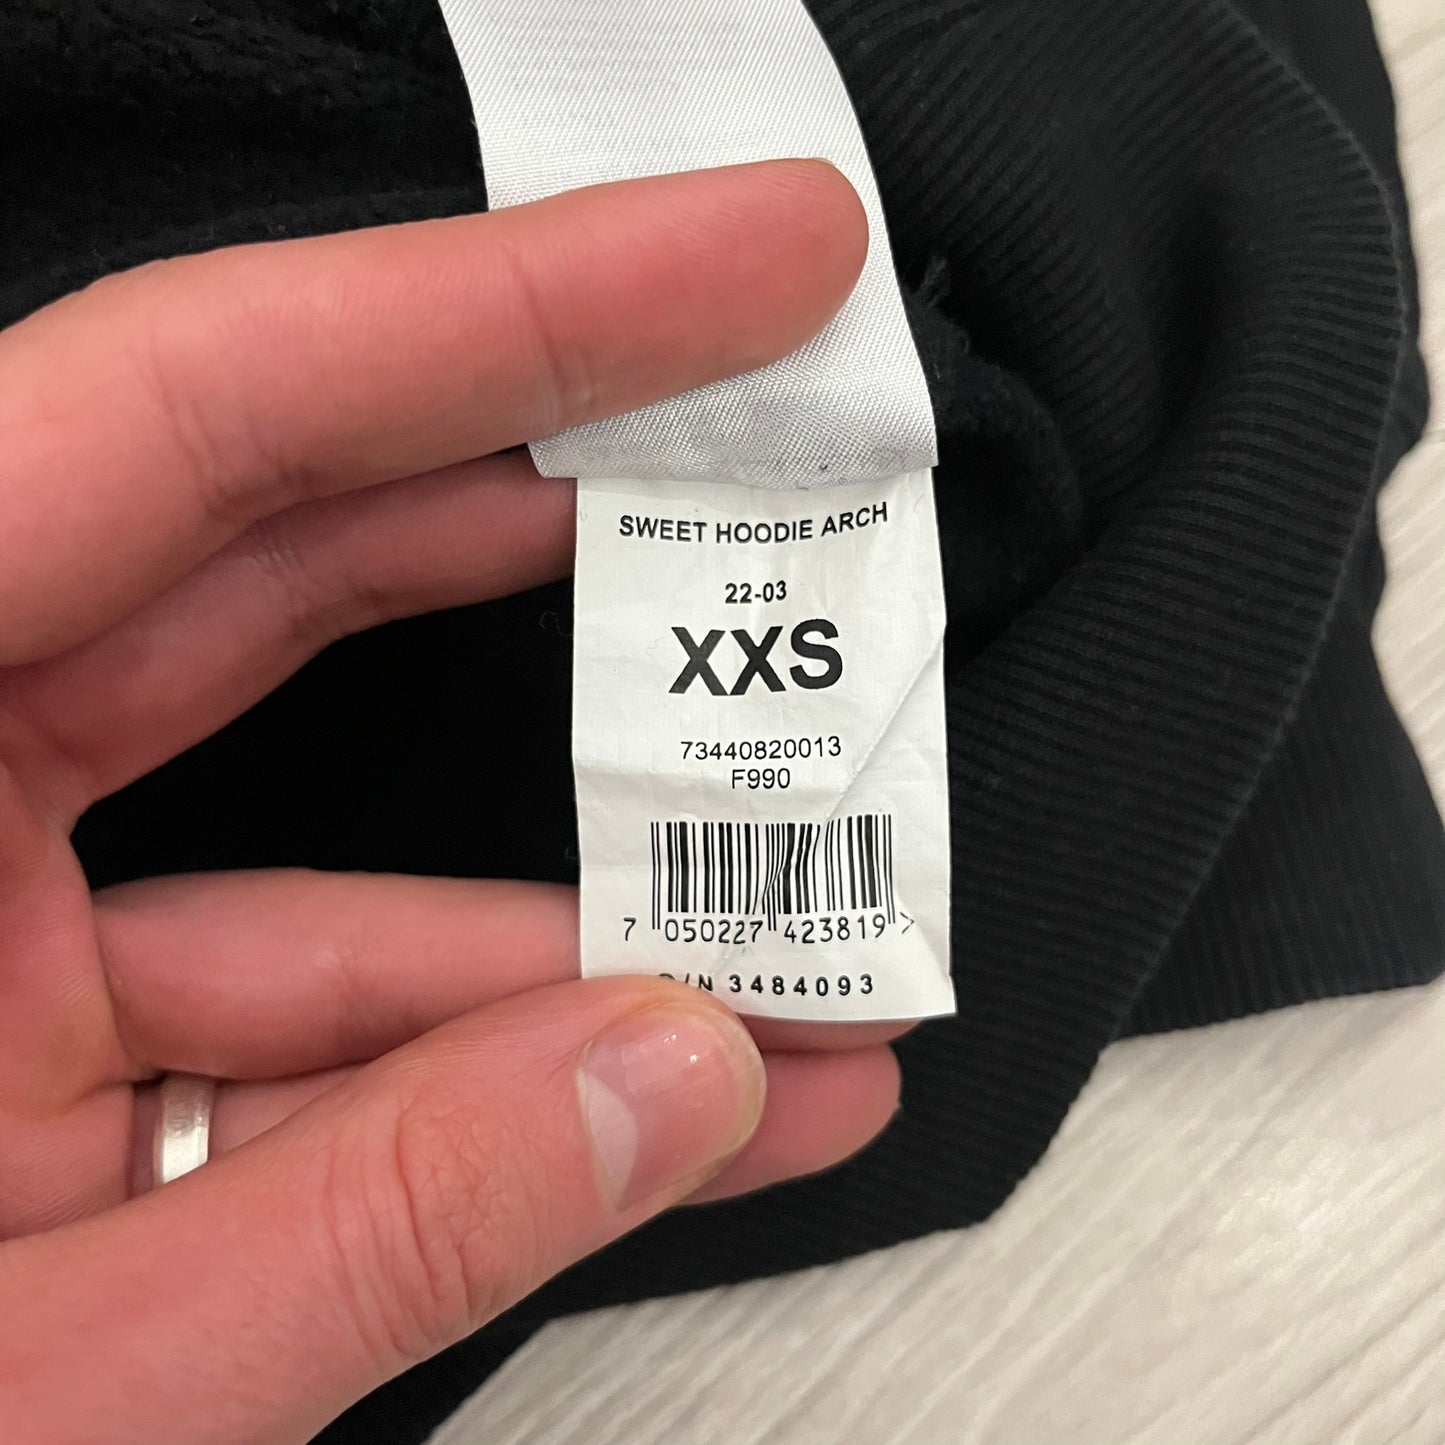 SWEET HOODIE ARCH
22-03
XXS
73440820013
F990
7 050227 423819 >
3484093